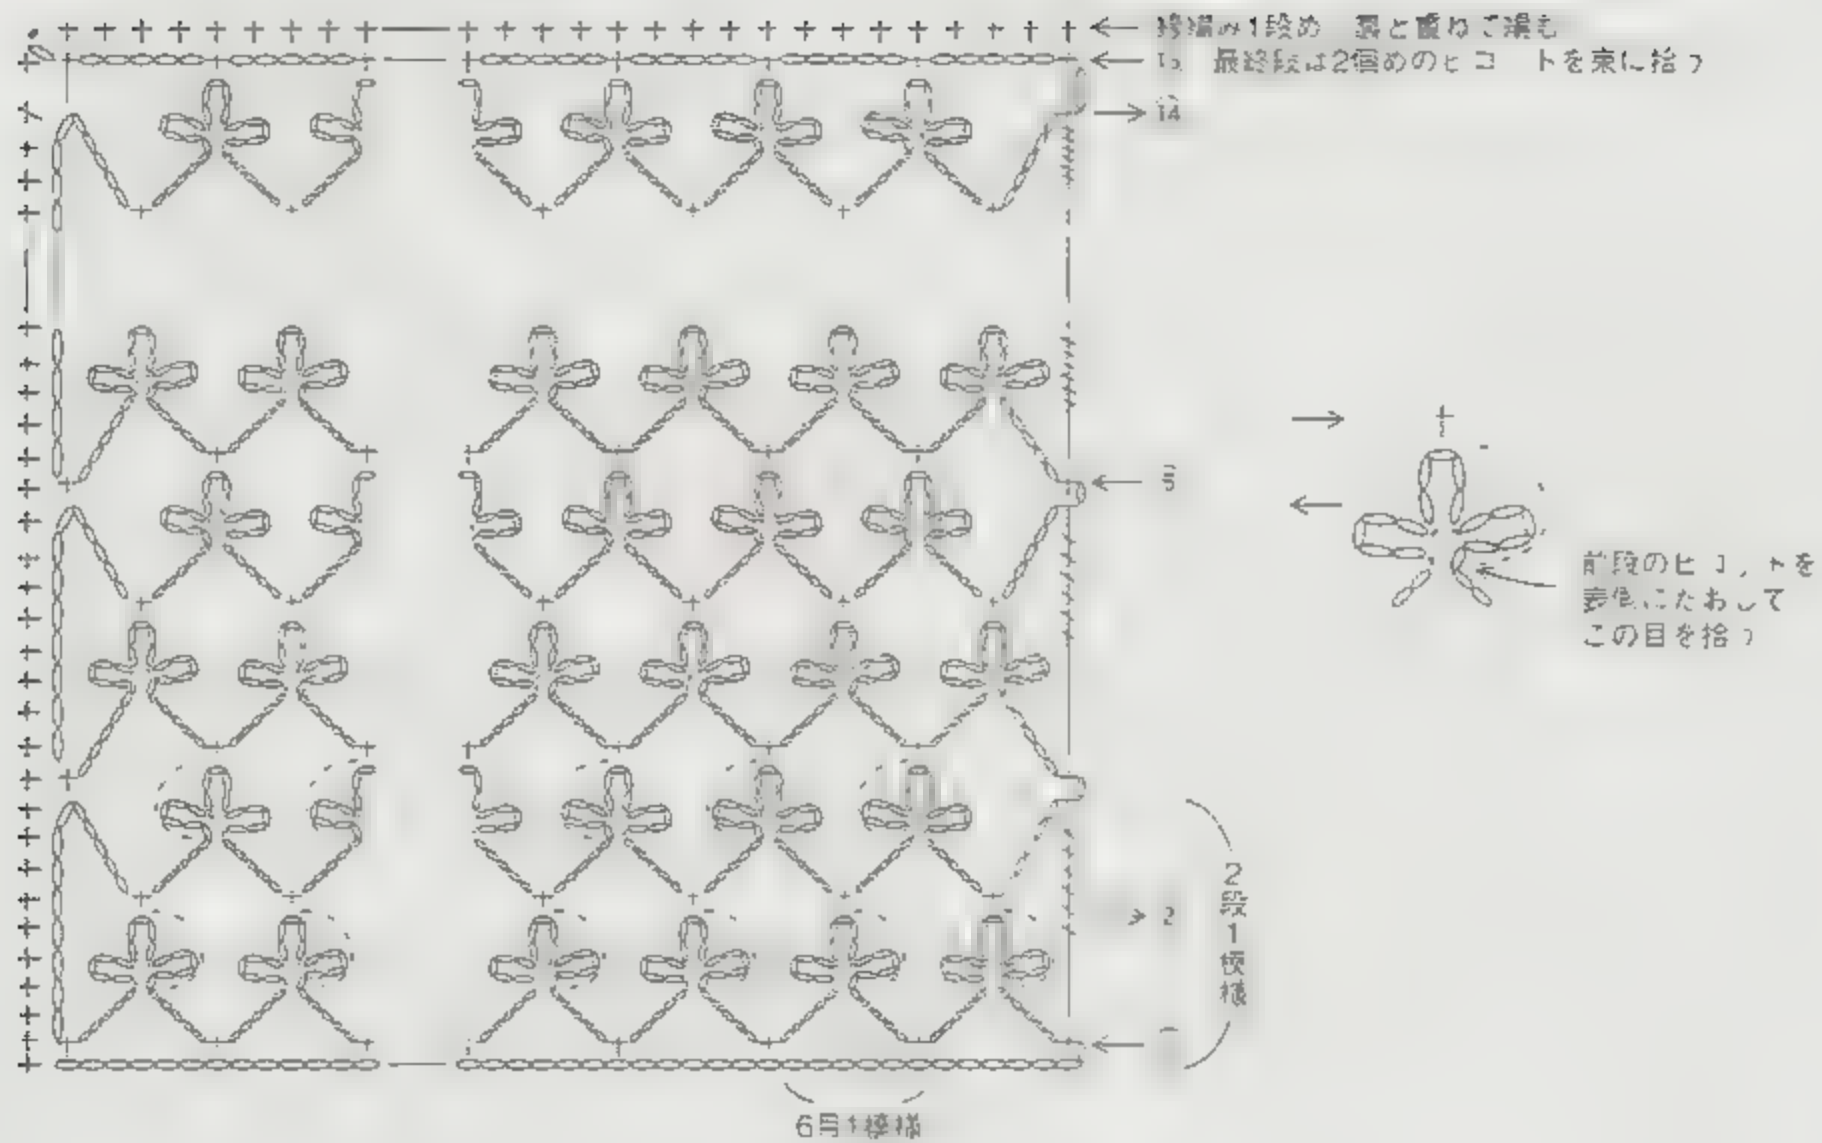 縁編み1段め 裏と重ねて編む
15 最終段は2個めのピコットを束に拾う
14
5
前段のピコットを
表側にたおして
この目を拾う
2
2段1模様
6目1模様